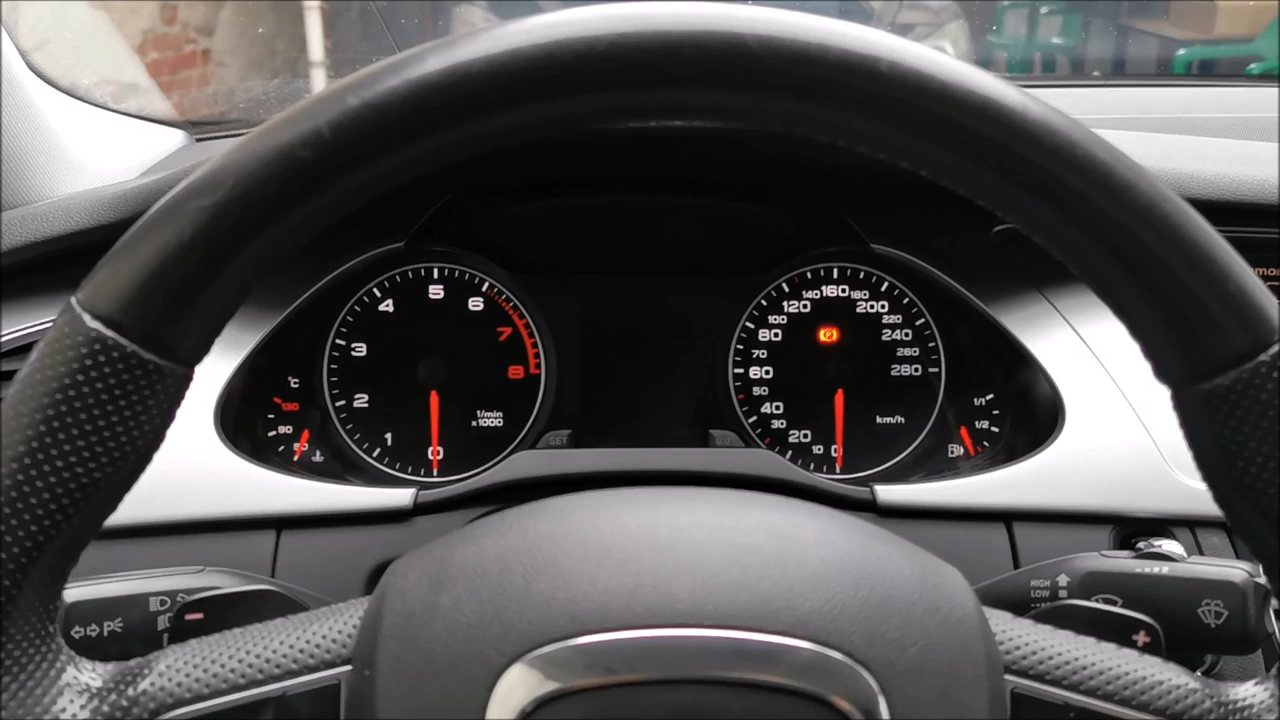 5
4
6
3
7
8
2
1
0
1/min
x1000
°C
130
90
SET
140 160 180
120 200
100 220
80 240
70 260
60 280
50
40
20
10 0
km/h
P
0.0
1/1
1/2
HIGH
LOW
P
- +